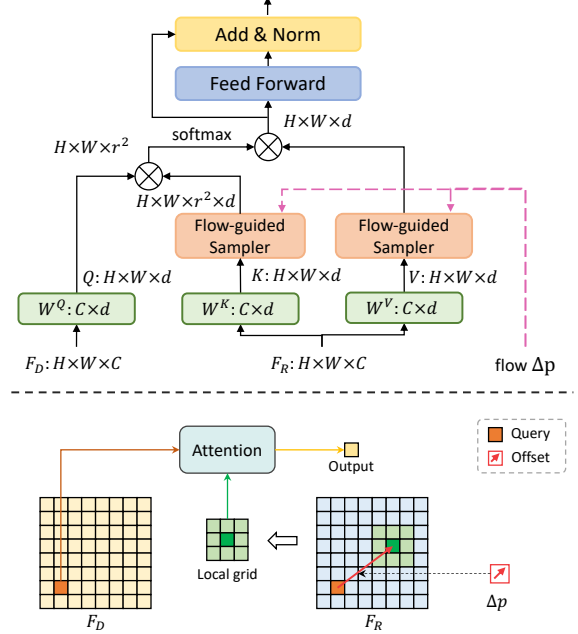 Add & Norm
Feed Forward
H×W×d
softmax
H×W×r²
H×W×r²×d
Flow-guided
Sampler
Flow-guided
Sampler
Q: H×W×d
K: H×W×d
V: H×W×d
W^Q: C×d
W^K: C×d
W^V: C×d
F_D: H×W×C
F_R: H×W×C
flow Δp
Attention
Output
Query
Offset
Local grid
Δp
F_D
F_R